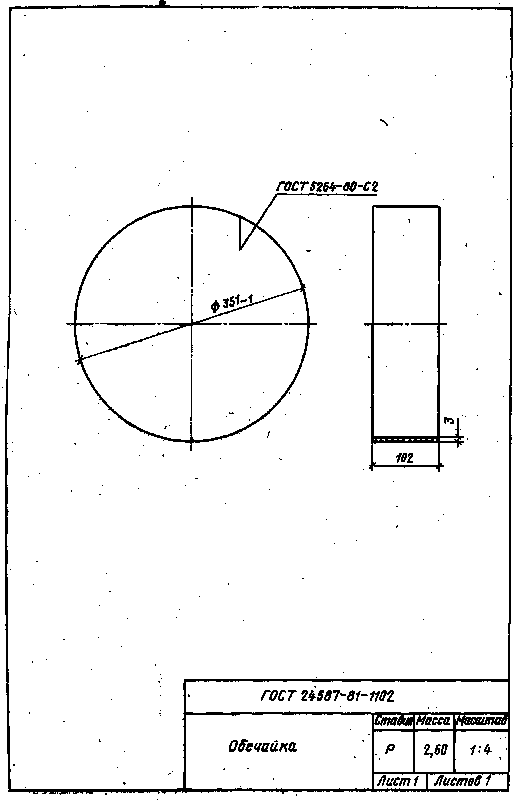 ГОСТ 5264-80-С2
ф 351-1
3
102
ГОСТ 24587-81-1102
Стадия Масса Масштаб
Обечайка
Р 2,60 1:4
Лист 1 Листов 1